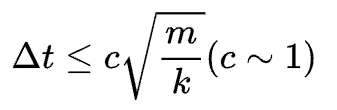 Δt ≤ c√(m/k) (c ∼ 1)